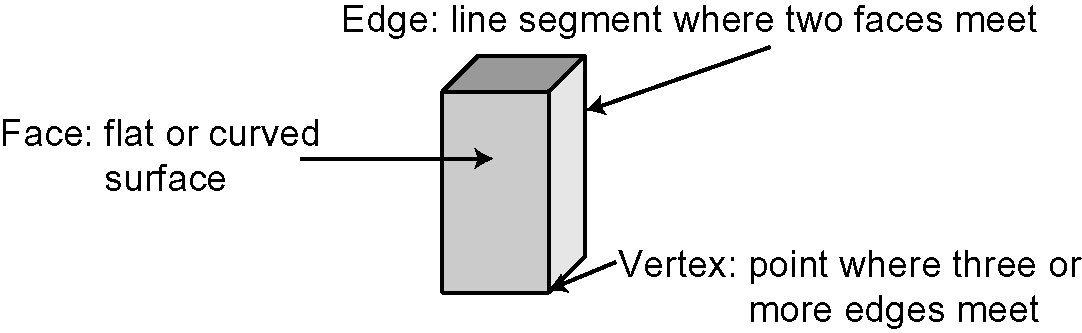 Edge: line segment where two faces meet
Face: flat or curved
surface
Vertex: point where three or
more edges meet